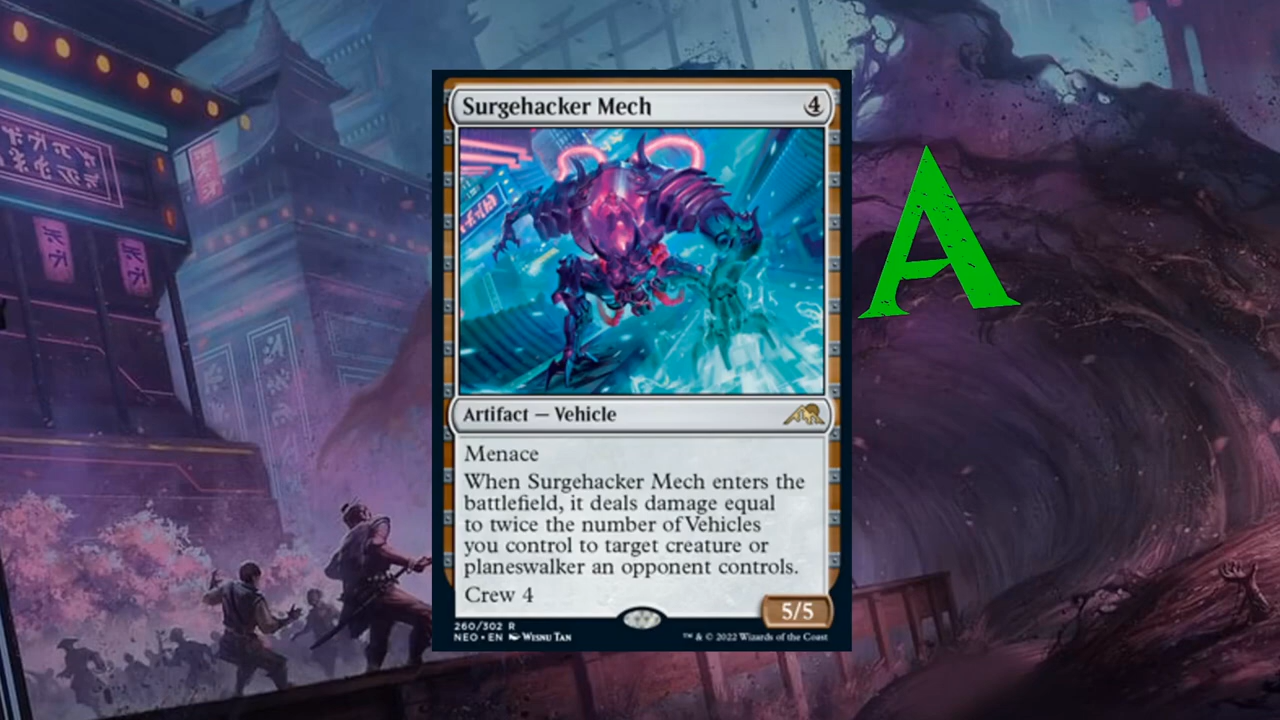 Surgehacker Mech 4
A
Artifact — Vehicle
Menace
When Surgehacker Mech enters the
battlefield, it deals damage equal
to twice the number of Vehicles
you control to target creature or
planeswalker an opponent controls.
Crew 4
5/5
260/302 R
NEO • EN Wisnu Tan
™ & © 2022 Wizards of the Coast